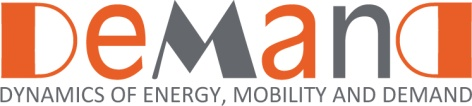 DeManD
DYNAMICS OF ENERGY, MOBILITY AND DEMAND